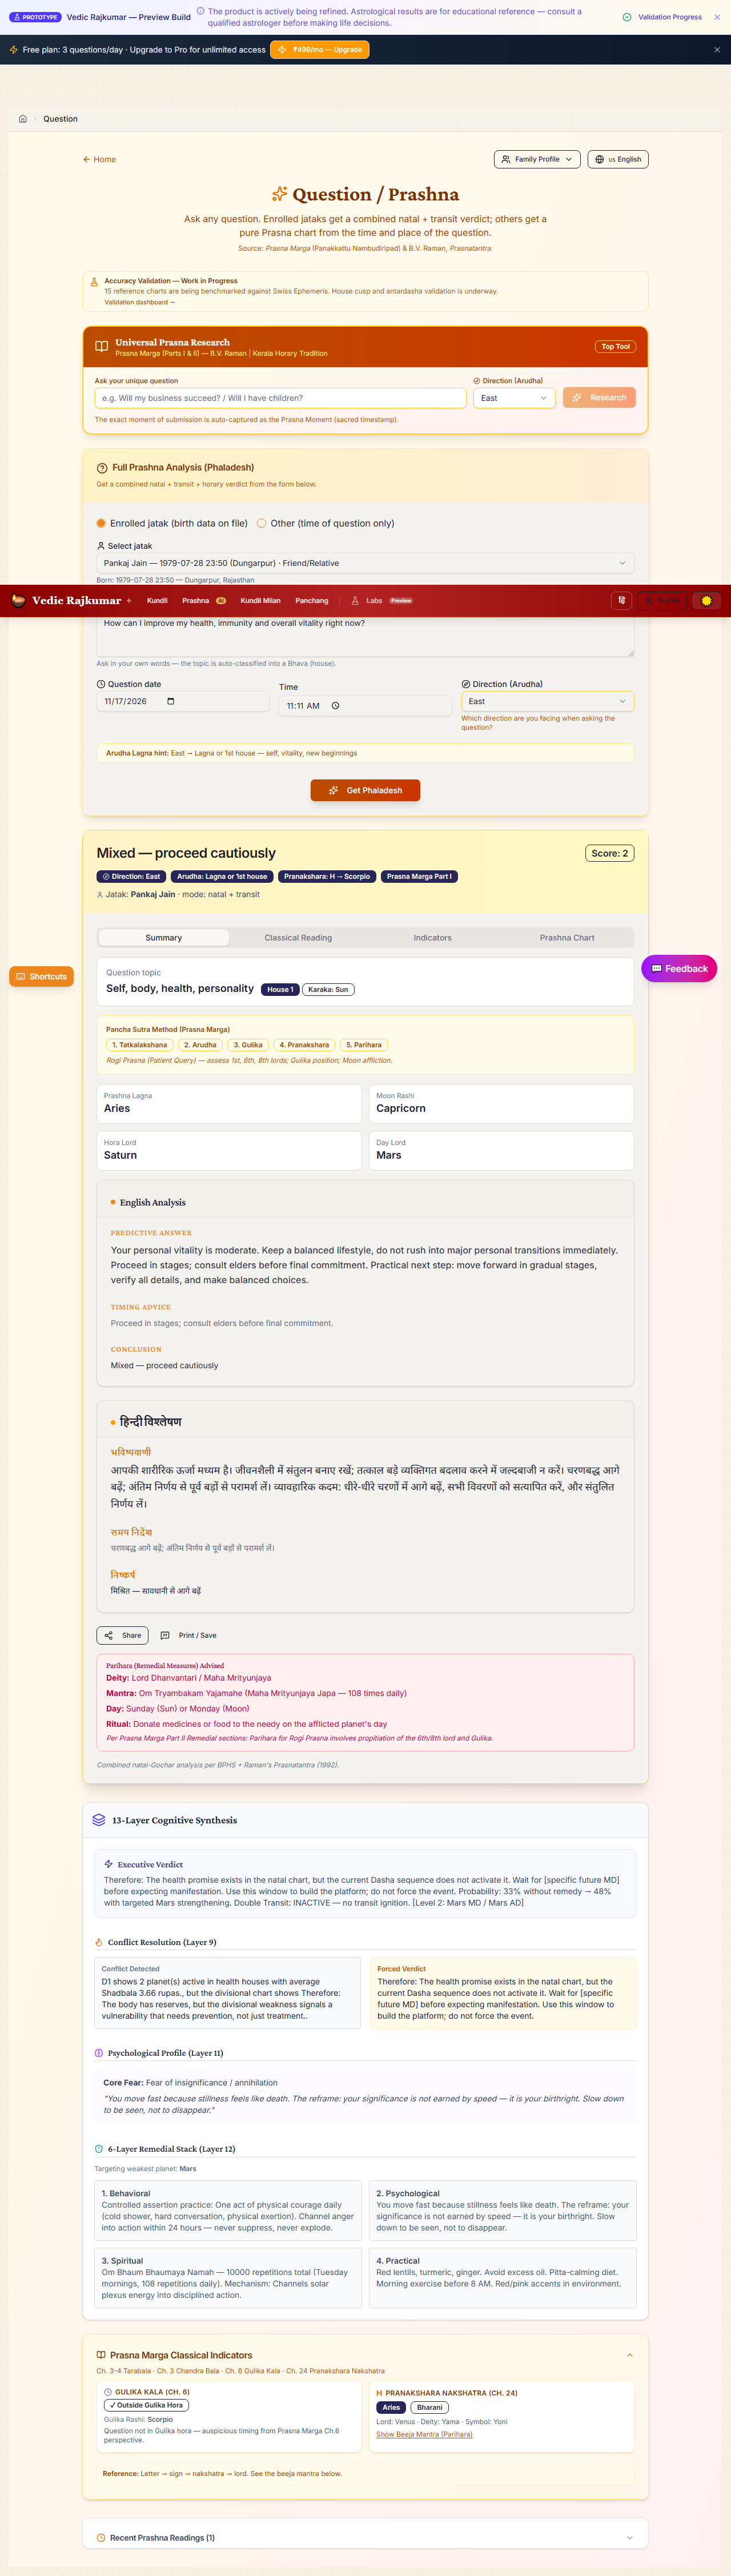 PROTOTYPE Vedic Rajkumar — Preview Build
The product is actively being refined. Astrological results are for educational reference — consult a
qualified astrologer before making life decisions.
Validation Progress
Free plan: 3 questions/day · Upgrade to Pro for unlimited access ₹499/mo — Upgrade
Question
← Home
Family Profile
us English
Question / Prashna
Ask any question. Enrolled jataks get a combined natal + transit verdict; others get a
pure Prasna chart from the time and place of the question.
Source: Prasna Marga (Panakkattu Nambudiripad) & B.V. Raman, Prasnatantra.
Accuracy Validation — Work in Progress
15 reference charts are being benchmarked against Swiss Ephemeris. House cusp and antardasha validation is underway.
Validation dashboard →
Universal Prasna Research
Prasna Marga (Parts I & II) — B.V. Raman | Kerala Horary Tradition
Top Tool
Ask your unique question
Direction (Arudha)
e.g. Will my business succeed? / Will I have children?
East
Research
The exact moment of submission is auto-captured as the Prasna Moment (sacred timestamp).
Full Prashna Analysis (Phaladesh)
Get a combined natal + transit + horary verdict from the form below.
Enrolled jatak (birth data on file) Other (time of question only)
Select jatak
Pankaj Jain — 1979-07-28 23:50 (Dungarpur) · Friend/Relative
Born: 1979-07-28 23:50 — Dungarpur, Rajasthan
Vedic Rajkumar Kundli Prashna AI Kundli Milan Panchang Labs Preview हि Profile
How can I improve my health, immunity and overall vitality right now?
Ask in your own words — the topic is auto-classified into a Bhava (house).
Question date
Time
Direction (Arudha)
11/17/2026
11:11 AM
East
Which direction are you facing when asking the
question?
Arudha Lagna hint: East → Lagna or 1st house — self, vitality, new beginnings
Get Phaladesh
Mixed — proceed cautiously
Score: 2
Direction: East Arudha: Lagna or 1st house Pranakshara: H → Scorpio Prasna Marga Part I
Jatak: Pankaj Jain · mode: natal + transit
Summary Classical Reading Indicators Prashna Chart
Shortcuts
Feedback
Question topic
Self, body, health, personality House 1 Karaka: Sun
Pancha Sutra Method (Prasna Marga)
1. Tatkalakshana 2. Arudha 3. Gulika 4. Pranakshara 5. Parihara
Rogi Prasna (Patient Query) — assess 1st, 6th, 8th lords; Gulika position; Moon affliction.
Prashna Lagna
Aries
Moon Rashi
Capricorn
Hora Lord
Saturn
Day Lord
Mars
English Analysis
PREDICTIVE ANSWER
Your personal vitality is moderate. Keep a balanced lifestyle, do not rush into major personal transitions immediately.
Proceed in stages; consult elders before final commitment. Practical next step: move forward in gradual stages,
verify all details, and make balanced choices.
TIMING ADVICE
Proceed in stages; consult elders before final commitment.
CONCLUSION
Mixed — proceed cautiously
हिन्दी विश्लेषण
भविष्यवाणी
आपकी शारीरिक ऊर्जा मध्यम है। जीवनशैली में संतुलन बनाए रखें; तत्काल बड़े व्यक्तिगत बदलाव करने में जल्दबाजी न करें। चरणबद्ध आगे
बढ़ें; अंतिम निर्णय से पूर्व बड़ों से परामर्श लें। व्यावहारिक कदम: धीरे-धीरे चरणों में आगे बढ़ें, सभी विवरणों को सत्यापित करें, और संतुलित
निर्णय लें।
समय निर्देश
चरणबद्ध आगे बढ़ें; अंतिम निर्णय से पूर्व बड़ों से परामर्श लें।
निष्कर्ष
मिश्रित — सावधानी से आगे बढ़ें
Share Print / Save
Parihara (Remedial Measures) Advised
Deity: Lord Dhanvantari / Maha Mrityunjaya
Mantra: Om Tryambakam Yajamahe (Maha Mrityunjaya Japa — 108 times daily)
Day: Sunday (Sun) or Monday (Moon)
Ritual: Donate medicines or food to the needy on the afflicted planet's day
Per Prasna Marga Part II Remedial sections: Parihara for Rogi Prasna involves propitiation of the 6th/8th lord and Gulika.
Combined natal-Gochar analysis per BPHS + Raman's Prasnatantra (1992).
13-Layer Cognitive Synthesis
Executive Verdict
Therefore: The health promise exists in the natal chart, but the current Dasha sequence does not activate it. Wait for [specific future MD]
before expecting manifestation. Use this window to build the platform; do not force the event. Probability: 33% without remedy → 48%
with targeted Mars strengthening. Double Transit: INACTIVE — no transit ignition. [Level 2: Mars MD / Mars AD]
Conflict Resolution (Layer 9)
Conflict Detected
D1 shows 2 planet(s) active in health houses with average
Shadbala 3.66 rupas., but the divisional chart shows Therefore:
The body has reserves, but the divisional weakness signals a
vulnerability that needs prevention, not just treatment..
Forced Verdict
Therefore: The health promise exists in the natal chart, but the
current Dasha sequence does not activate it. Wait for [specific
future MD] before expecting manifestation. Use this window to
build the platform; do not force the event.
Psychological Profile (Layer 11)
Core Fear: Fear of insignificance / annihilation
"You move fast because stillness feels like death. The reframe: your significance is not earned by speed — it is your birthright. Slow down
to be seen, not to disappear."
6-Layer Remedial Stack (Layer 12)
Targeting weakest planet: Mars
1. Behavioral
Controlled assertion practice: One act of physical courage daily
(cold shower, hard conversation, physical exertion). Channel anger
into action within 24 hours — never suppress, never explode.
2. Psychological
You move fast because stillness feels like death. The reframe: your
significance is not earned by speed — it is your birthright. Slow
down to be seen, not to disappear.
3. Spiritual
Om Bhaum Bhaumaya Namah — 10000 repetitions total (Tuesday
mornings, 108 repetitions daily). Mechanism: Channels solar
plexus energy into disciplined action.
4. Practical
Red lentils, turmeric, ginger. Avoid excess oil. Pitta-calming diet.
Morning exercise before 8 AM. Red/pink accents in environment.
Prasna Marga Classical Indicators
Ch. 3-4 Tarabala · Ch. 3 Chandra Bala · Ch. 6 Gulika Kala · Ch. 24 Pranakshara Nakshatra
GULIKA KALA (CH. 6)
✓ Outside Gulika Hora
Gulika Rashi: Scorpio
Question not in Gulika hora — auspicious timing from Prasna Marga Ch.6
perspective.
H PRANAKSHARA NAKSHATRA (CH. 24)
Aries Bharani
Lord: Venus · Deity: Yama · Symbol: Yoni
Show Beeja Mantra (Parihara)
Reference: Letter → sign → nakshatra → lord. See the beeja mantra below.
Recent Prashna Readings (1)